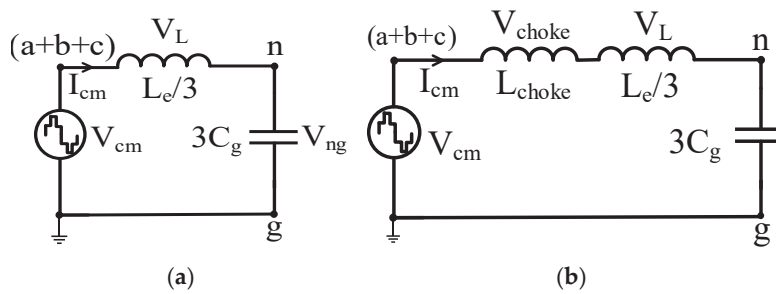 V_L
(a+b+c)
n
I_cm
L_e/3
V_cm
3C_g
V_ng
g
(a)
V_choke
V_L
(a+b+c)
n
I_cm
L_choke
L_e/3
V_cm
3C_g
g
(b)